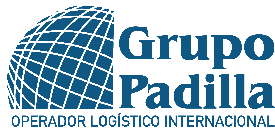 Grupo
Padilla
OPERADOR LOGÍSTICO INTERNACIONAL